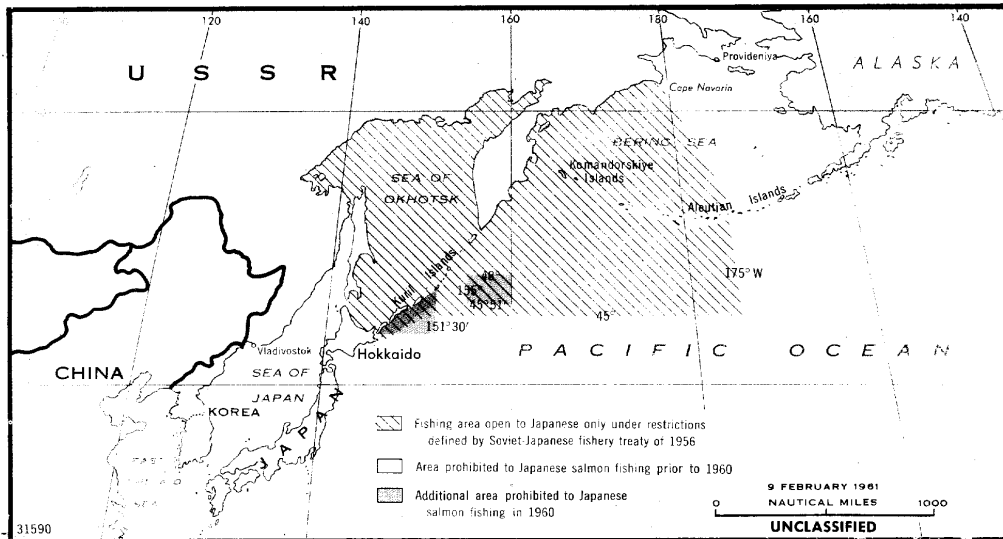 120
140
160
180
160
140
U S S R
Provideniya
ALASKA
Cape Navarin
BERING SEA
SEA OF
OKHOTSK
Komandorskiye
Islands
Aleutian Islands
Kuril Islands
48°
155°
45°51'
175° W
45°
151°30'
Vladivostok
Hokkaido
PACIFIC OCEAN
CHINA
SEA OF
JAPAN
KOREA
JAPAN
Fishing area open to Japanese only under restrictions
defined by Soviet-Japanese fishery treaty of 1956
Area prohibited to Japanese salmon fishing prior to 1960
Additional area prohibited to Japanese
salmon fishing in 1960
9 FEBRUARY 1961
NAUTICAL MILES
0 1000
UNCLASSIFIED
31590